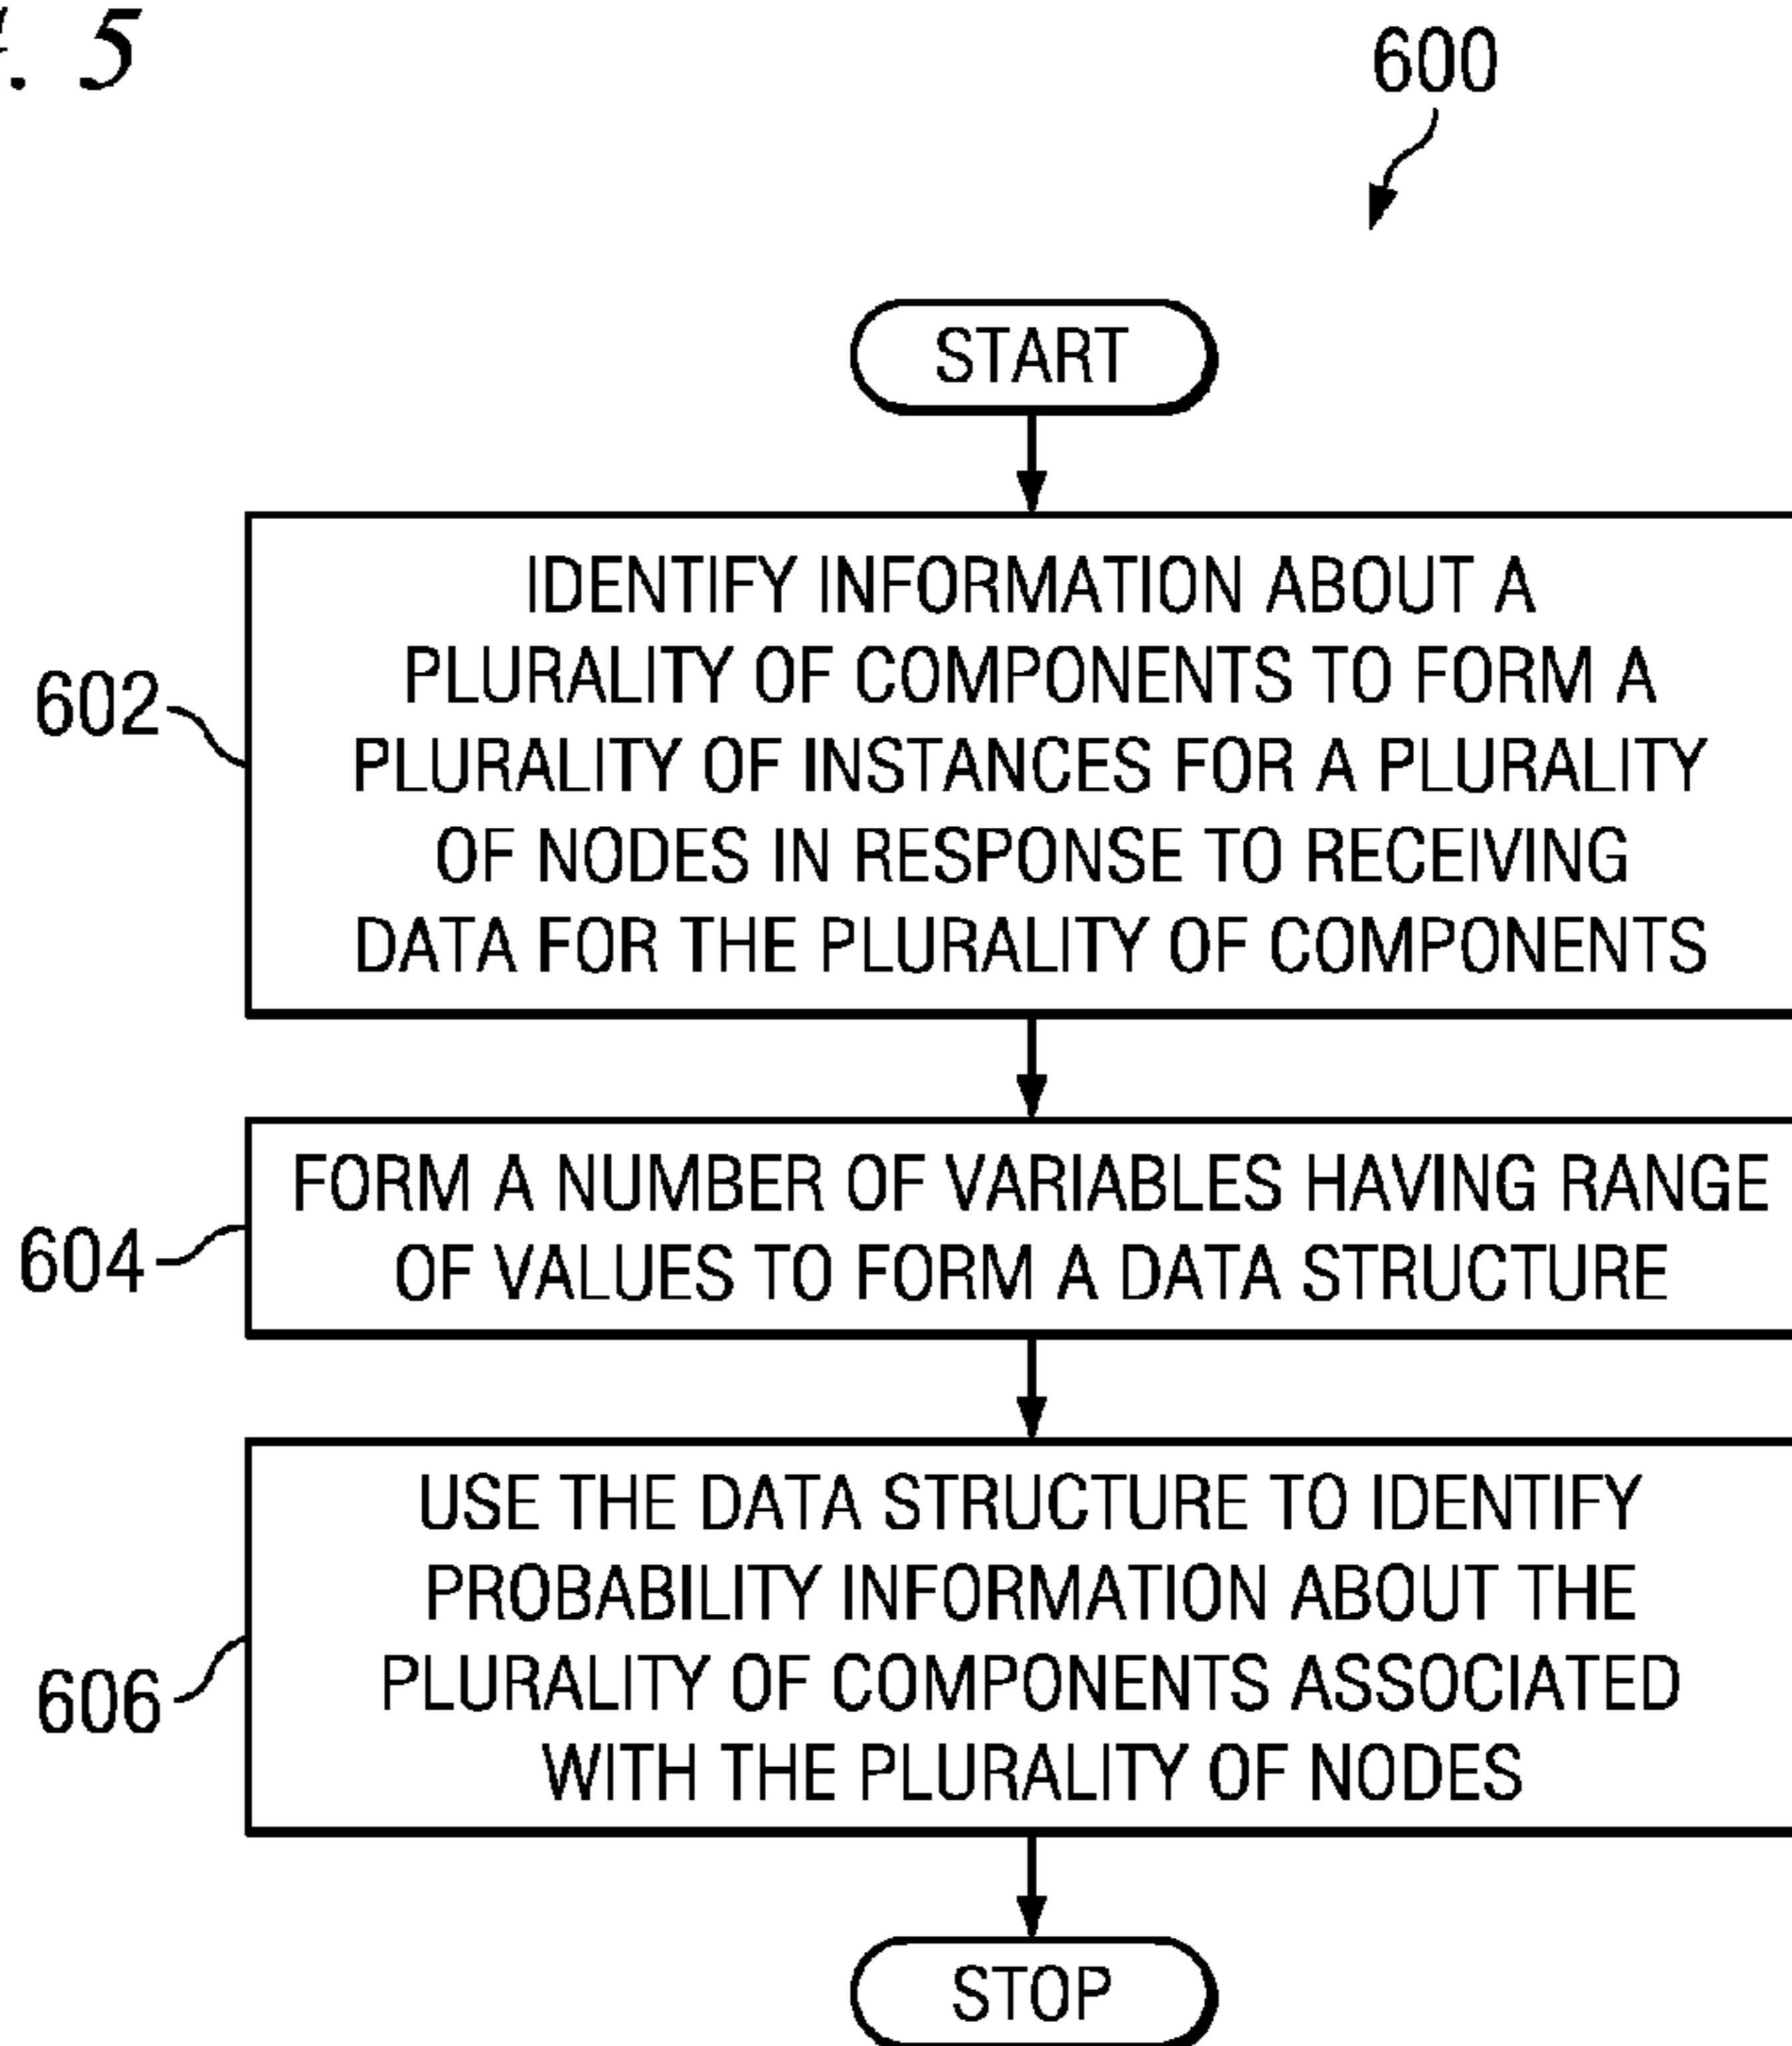 . 5
600
START
IDENTIFY INFORMATION ABOUT A
PLURALITY OF COMPONENTS TO FORM A
PLURALITY OF INSTANCES FOR A PLURALITY
OF NODES IN RESPONSE TO RECEIVING
DATA FOR THE PLURALITY OF COMPONENTS
602
FORM A NUMBER OF VARIABLES HAVING RANGE
OF VALUES TO FORM A DATA STRUCTURE
604
USE THE DATA STRUCTURE TO IDENTIFY
PROBABILITY INFORMATION ABOUT THE
PLURALITY OF COMPONENTS ASSOCIATED
WITH THE PLURALITY OF NODES
606
STOP